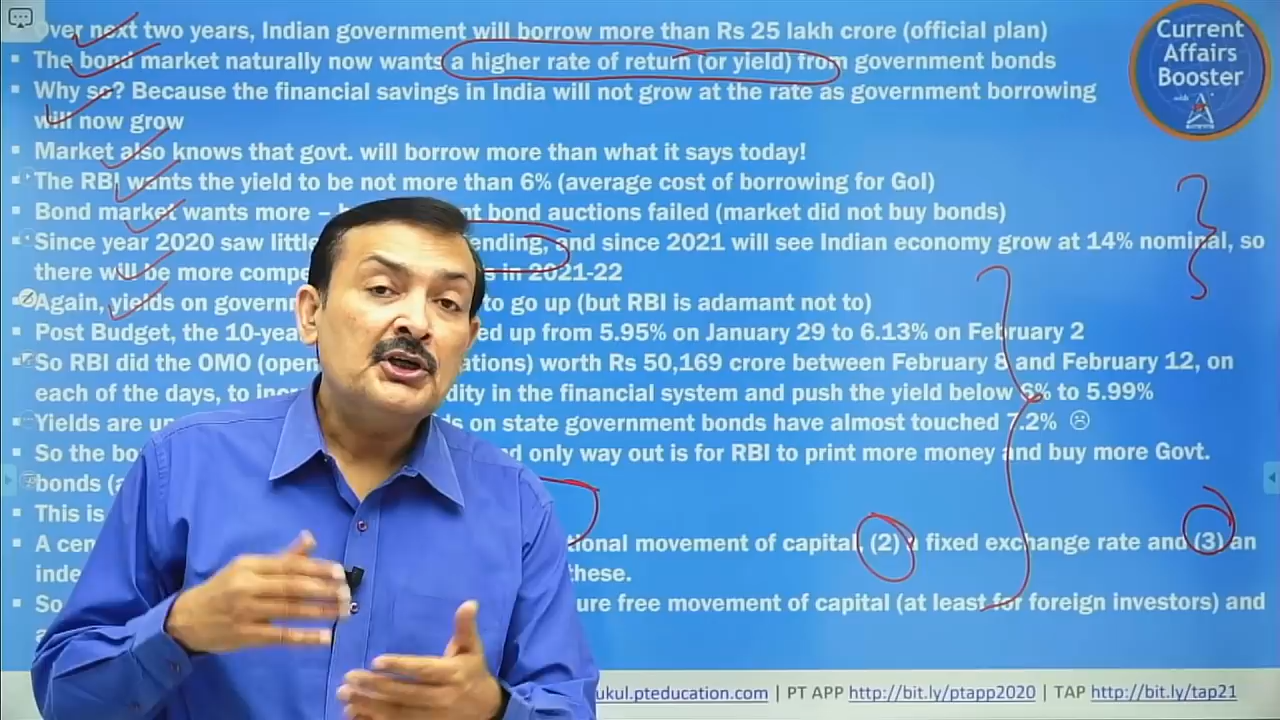 Over next two years, Indian government will borrow more than Rs 25 lakh crore (official plan)
The bond market naturally now wants a higher rate of return (or yield) from government bonds
Why so? Because the financial savings in India will not grow at the rate as government borrowing
will now grow
Market also knows that govt. will borrow more than what it says today!
The RBI wants the yield to be not more than 6% (average cost of borrowing for GoI)
Bond market wants more – bond auctions failed (market did not buy bonds)
Since year 2020 saw and since 2021 will see Indian economy grow at 14% nominal, so
there will be more in 2021-22
Again, yields on to go up (but RBI is adamant not to)
Post Budget, the up from 5.95% on January 29 to 6.13% on February 2
So RBI did the OMO worth Rs 50,169 crore between February 8 and February 12, on
each of the days, to in the financial system and push the yield below 6% to 5.99%
Yields are on state government bonds have almost touched 7.2% ☹
So the only way out is for RBI to print more money and buy more Govt.
bonds
This is
A movement of capital, (2) a fixed exchange rate and (3) an
these.
So free movement of capital (at least for foreign investors) and
Current
Affairs
Booster
with
ukul.pteducation.com | PT APP http://bit.ly/ptapp2020 | TAP http://bit.ly/tap21